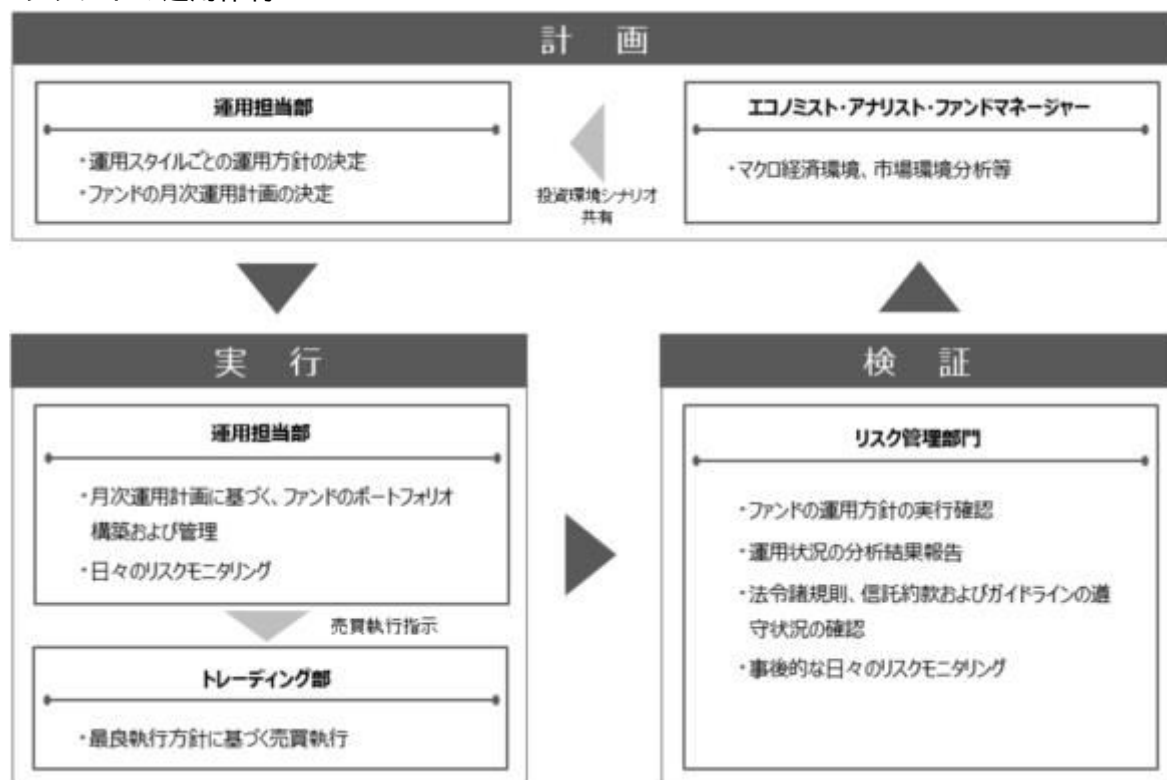 計 画
運用担当部
・運用スタイルごとの運用方針の決定
・ファンドの月次運用計画の決定
投資環境シナリオ
共有
エコノミスト・アナリスト・ファンドマネージャー
・マクロ経済環境、市場環境分析等
実 行
運用担当部
・月次運用計画に基づく、ファンドのポートフォリオ
構築および管理
・日々のリスクモニタリング
売買執行指示
トレーディング部
・最良執行方針に基づく売買執行
検 証
リスク管理部門
・ファンドの運用方針の実行確認
・運用状況の分析結果報告
・法令諸規則、信託約款およびガイドラインの遵
守状況の確認
・事後的な日々のリスクモニタリング